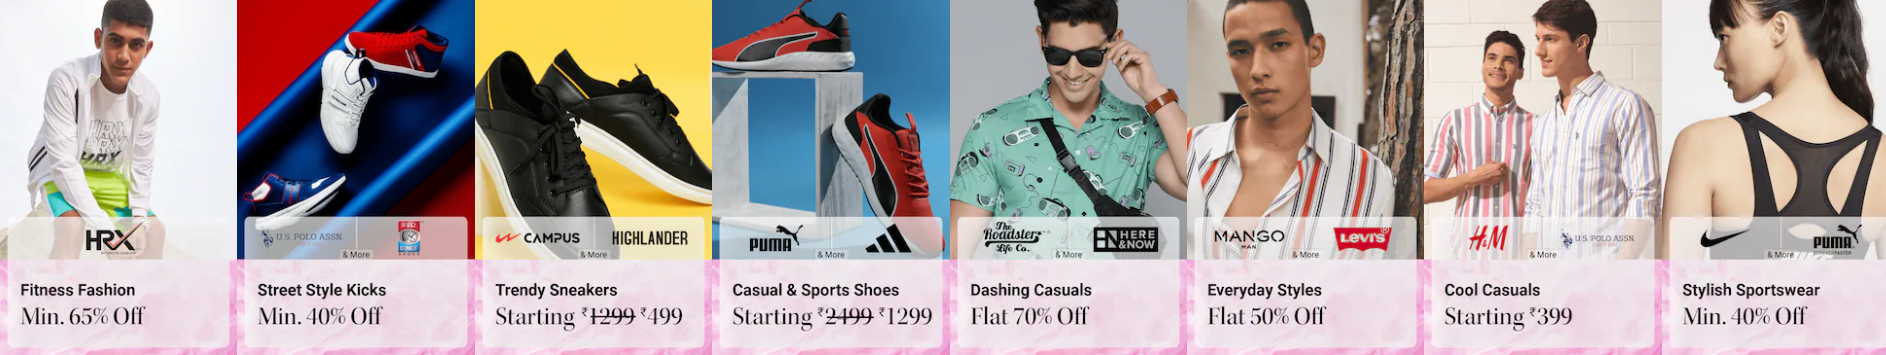 HRX
Fitness Fashion
Min. 65% Off
U.S. POLO ASSN.
RED
CHIEF
SHOES
& More
Street Style Kicks
Min. 40% Off
CAMPUS
HIGHLANDER
& More
Trendy Sneakers
Starting ₹1299 ₹499
PUMA
& More
Casual & Sports Shoes
Starting ₹2499 ₹1299
The
Roadster
Life Co.
HERE
&NOW
& More
Dashing Casuals
Flat 70% Off
MANGO
MAN
Levi's
& More
Everyday Styles
Flat 50% Off
H&M
U.S. POLO ASSN.
& More
Cool Casuals
Starting ₹399
PUMA
& More
Stylish Sportswear
Min. 40% Off